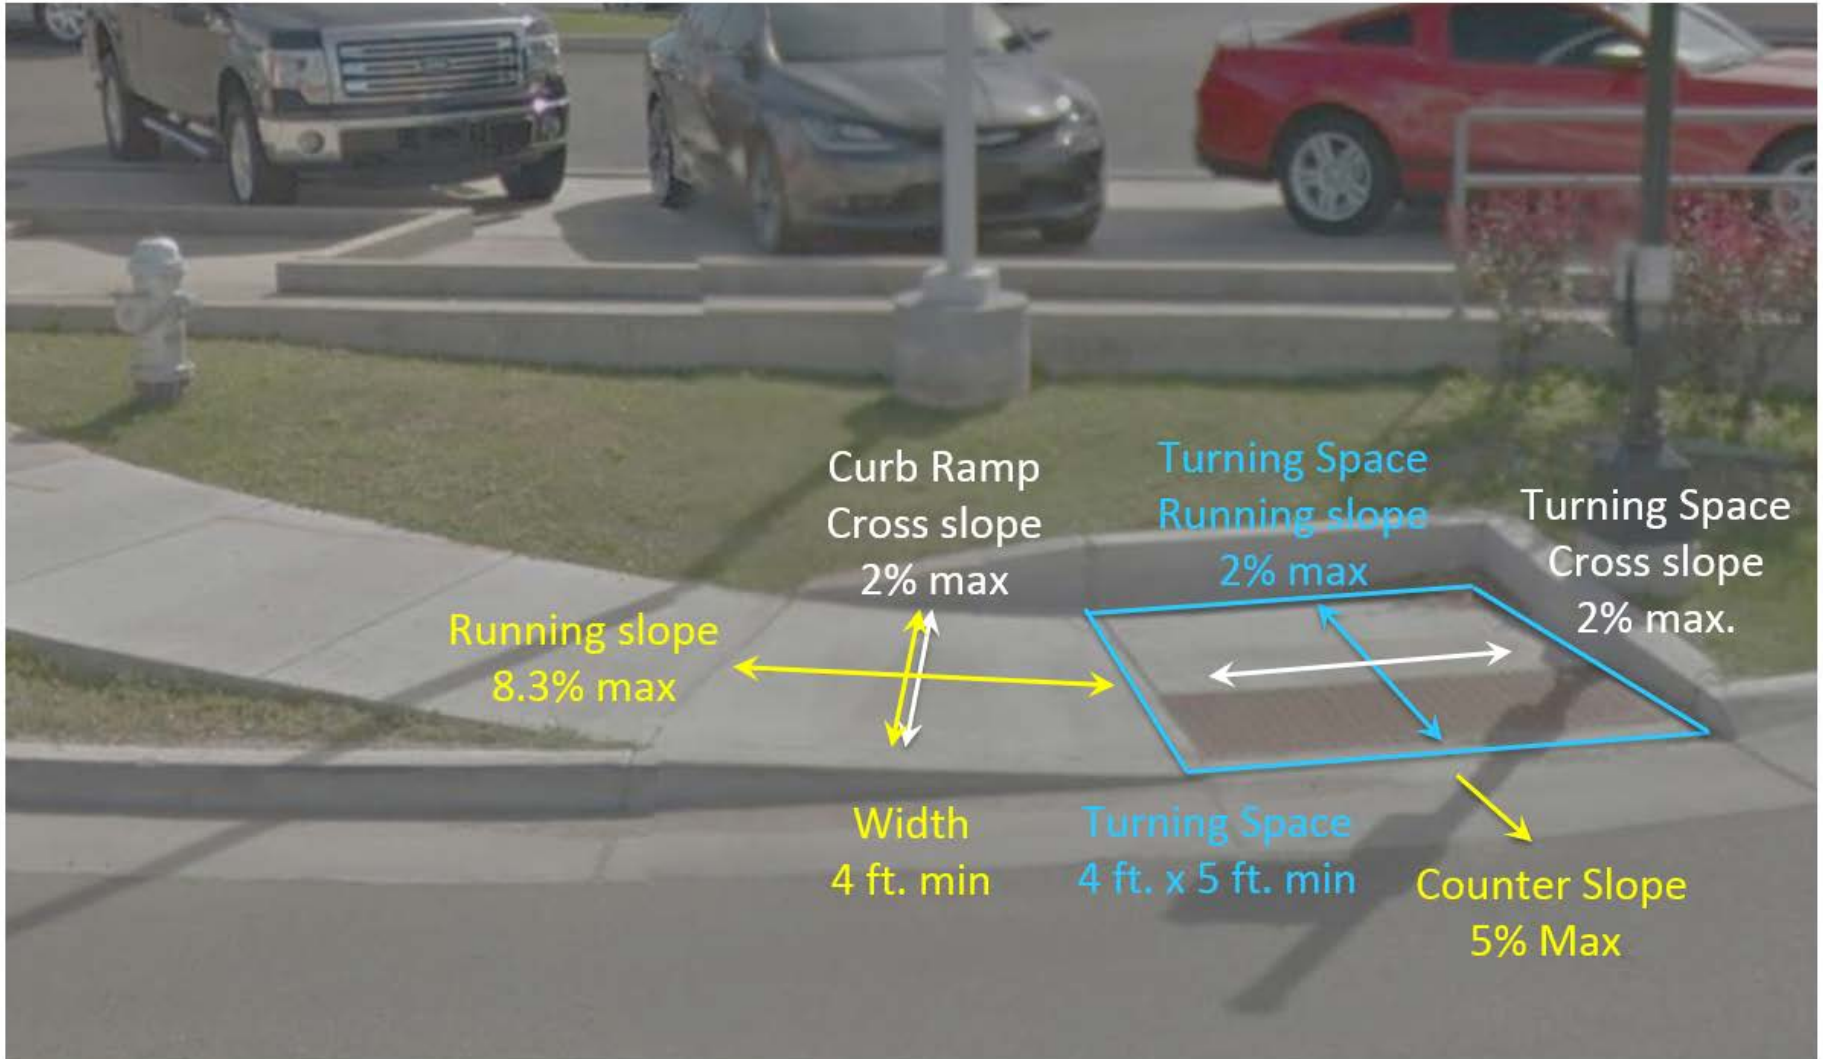 Curb Ramp
Cross slope
2% max
Turning Space
Running slope
2% max
Turning Space
Cross slope
2% max.
Running slope
8.3% max
Width
4 ft. min
Turning Space
4 ft. x 5 ft. min
Counter Slope
5% Max